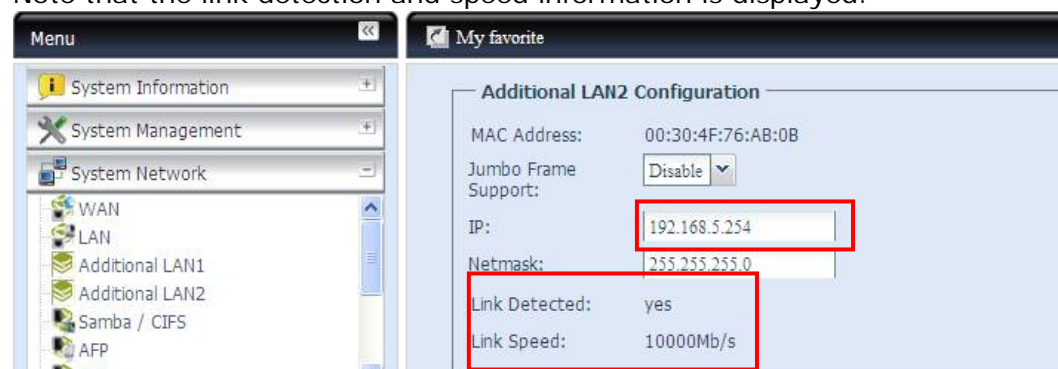 Note that the link detection and speed information is displayed.
Menu
My favorite
System Information
System Management
System Network
WAN
LAN
Additional LAN1
Additional LAN2
Samba / CIFS
AFP
Additional LAN2 Configuration
MAC Address: 00:30:4F:76:AB:0B
Jumbo Frame Support: Disable
IP: 192.168.5.254
Netmask: 255.255.255.0
Link Detected: yes
Link Speed: 10000Mb/s